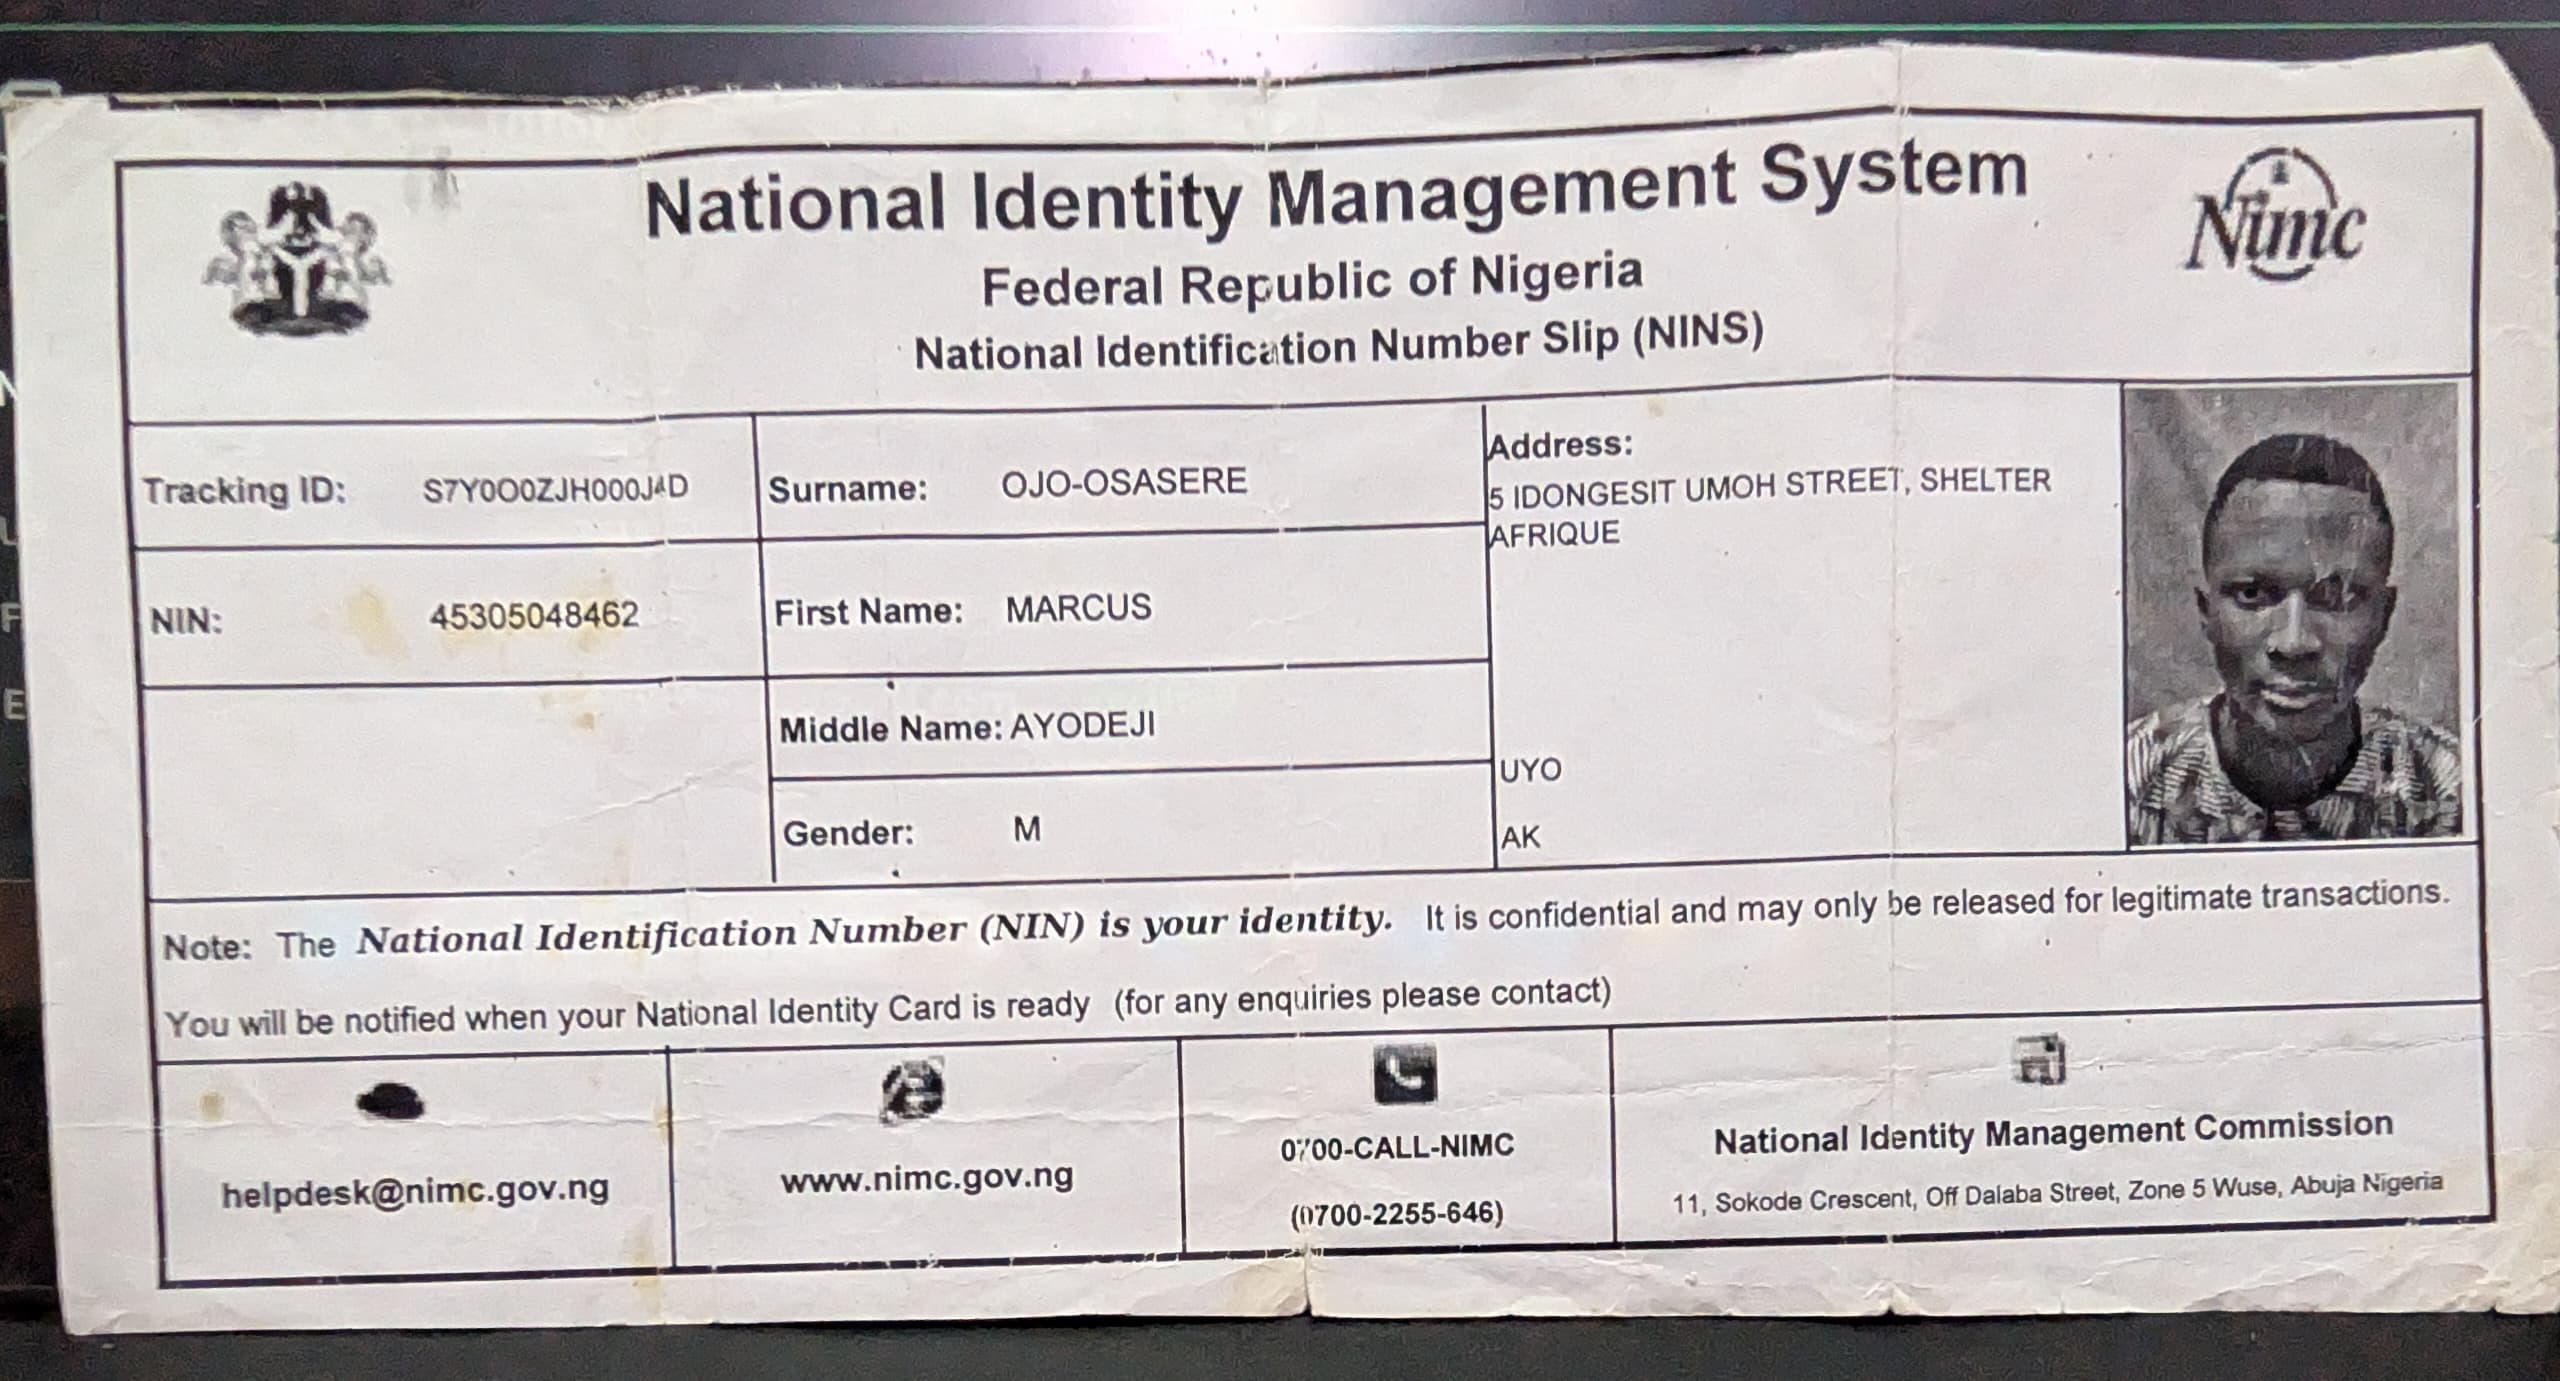 National Identity Management System
Federal Republic of Nigeria
National Identification Number Slip (NINS)
Nimc
Tracking ID:
Surname: OJO-OSASERE
Address:
5 IDONGESIT UMOH STREET, SHELTER
AFRIQUE
NIN: 45305048462
First Name: MARCUS
Middle Name: AYODEJI
UYO
Gender: M
AK
Note: The National Identification Number (NIN) is your identity. It is confidential and may only be released for legitimate transactions.
You will be notified when your National Identity Card is ready (for any enquiries please contact)
helpdesk@nimc.gov.ng
www.nimc.gov.ng
0700-CALL-NIMC
(0700-2255-646)
National Identity Management Commission
11, Sokode Crescent, Off Dalaba Street, Zone 5 Wuse, Abuja Nigeria